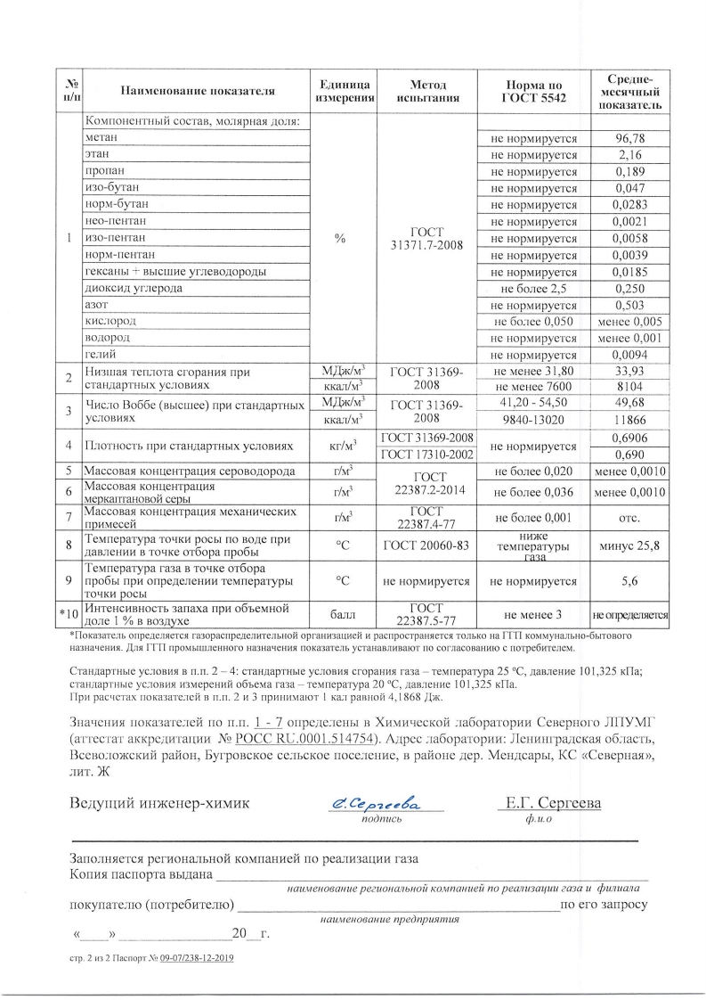 № п/п Наименование показателя Единица измерения Метод испытания Норма по ГОСТ 5542 Средне-месячный показатель
1 Компонентный состав, молярная доля: % ГОСТ 31371.7-2008
метан не нормируется 96,78
этан не нормируется 2,16
пропан не нормируется 0,189
изо-бутан не нормируется 0,047
норм-бутан не нормируется 0,0283
нео-пентан не нормируется 0,0021
изо-пентан не нормируется 0,0058
норм-пентан не нормируется 0,0039
гексаны + высшие углеводороды не нормируется 0,0185
диоксид углерода не более 2,5 0,250
азот не нормируется 0,503
кислород не более 0,050 менее 0,005
водород не нормируется менее 0,001
гелий не нормируется 0,0094
2 Низшая теплота сгорания при стандартных условиях МДж/м³ ГОСТ 31369-2008 не менее 31,80 33,93
ккал/м³ не менее 7600 8104
3 Число Воббе (высшее) при стандартных условиях МДж/м³ ГОСТ 31369-2008 41,20 - 54,50 49,68
ккал/м³ 9840-13020 11866
4 Плотность при стандартных условиях кг/м³ ГОСТ 31369-2008 не нормируется 0,6906
ГОСТ 17310-2002 0,690
5 Массовая концентрация сероводорода г/м³ ГОСТ 22387.2-2014 не более 0,020 менее 0,0010
6 Массовая концентрация меркаптановой серы г/м³ не более 0,036 менее 0,0010
7 Массовая концентрация механических примесей г/м³ ГОСТ 22387.4-77 не более 0,001 отс.
8 Температура точки росы по воде при давлении в точке отбора пробы °С ГОСТ 20060-83 ниже температуры газа минус 25,8
9 Температура газа в точке отбора пробы при определении температуры точки росы °С не нормируется не нормируется 5,6
*10 Интенсивность запаха при объемной доле 1 % в воздухе балл ГОСТ 22387.5-77 не менее 3 не определяется
*Показатель определяется газораспределительной организацией и распространяется только на ГГП коммунально-бытового
назначения. Для ГГП промышленного назначения показатель устанавливают по согласованию с потребителем.
Стандартные условия в п.п. 2 – 4: стандартные условия сгорания газа – температура 25 °С, давление 101,325 кПа;
стандартные условия измерений объема газа – температура 20 °С, давление 101,325 кПа.
При расчетах показателей в п.п. 2 и 3 принимают 1 кал равной 4,1868 Дж.
Значения показателей по п.п. 1 - 7 определены в Химической лаборатории Северного ЛПУМГ
(аттестат аккредитации № РОСС RU.0001.514754). Адрес лаборатории: Ленинградская область,
Всеволожский район, Бугровское сельское поселение, в районе дер. Мендсары, КС «Северная»,
лит. Ж
Ведущий инженер-химик Е.Сергеева Е.Г. Сергеева
подпись ф.и.о
Заполняется региональной компанией по реализации газа
Копия паспорта выдана
наименование региональной компанией по реализации газа и филиала
покупателю (потребителю) по его запросу
наименование предприятия
«____» 20__г.
стр. 2 из 2 Паспорт № 09-07/238-12-2019